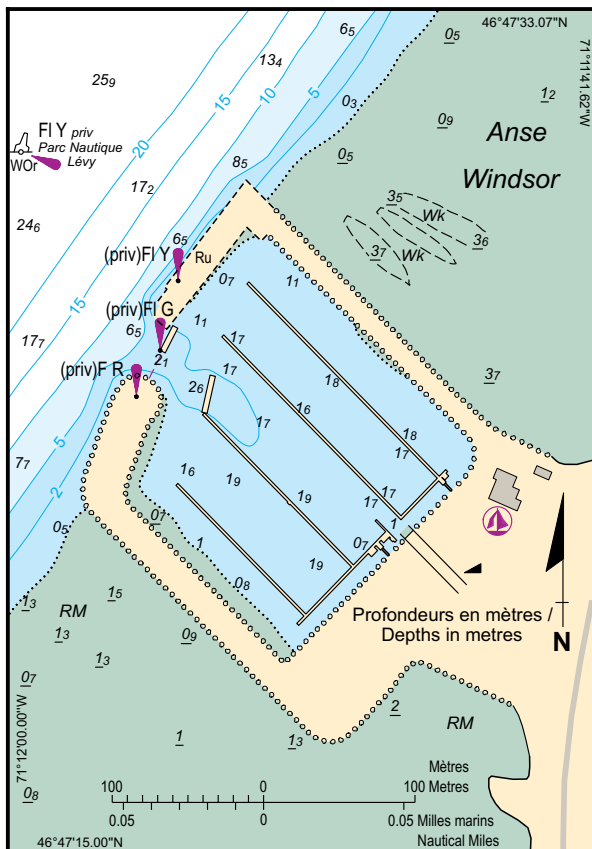 46°47'33.07"N
71°11'41.62"W
6₅
0₅
13₄
25₉
15
10
5
0₃
1₂
0₉
Fl Y priv
Parc Nautique
Lévy
WOr
20
Anse
Windsor
0₅
8₅
17₂
3₅
Wk
3₆
24₆
6₅
(priv)Fl Y
Ru
3₇
Wk
0₇
1₁
15
(priv)Fl G
1₁
17₇
10
6₅
2₁
1₇
1₈
(priv)F R
1₇
3₇
2₆
1₆
1₇
1₈
5
1₇
7₇
2
1₆
1₉
1₇
0₇
1₉
1₇
1
0₅
1
0₇
0₈
1₉
Profondeurs en mètres /
Depths in metres
N
1₃
RM
1₅
1₃
0₉
1₃
0₇
71°12'00.00"W
2
RM
1
1₃
0₈
Mètres
100 0 100 Metres
0.05 0 0.05 Milles marins
Nautical Miles
46°47'15.00"N